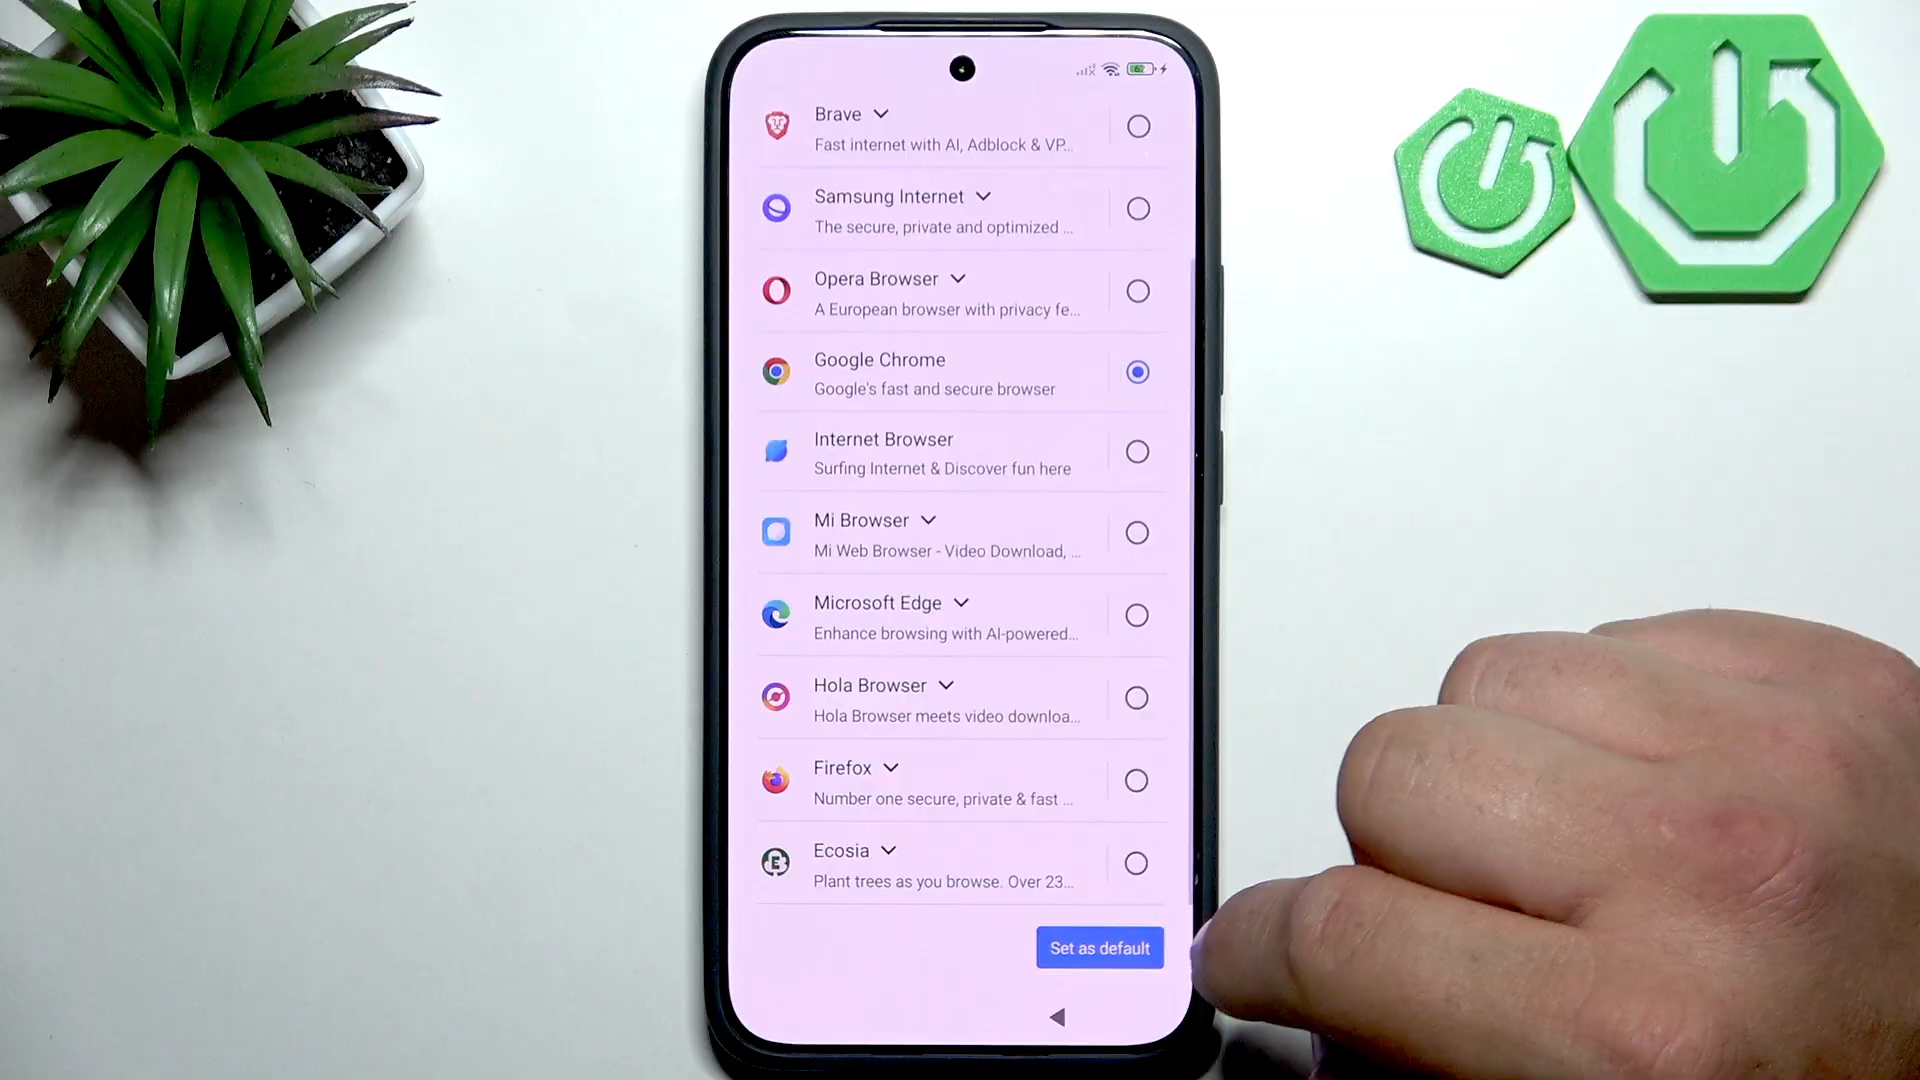 62
Brave
Fast internet with AI, Adblock & VP...
Samsung Internet
The secure, private and optimized ...
Opera Browser
A European browser with privacy fe...
Google Chrome
Google's fast and secure browser
Internet Browser
Surfing Internet & Discover fun here
Mi Browser
Mi Web Browser - Video Download, ...
Microsoft Edge
Enhance browsing with AI-powered...
Hola Browser
Hola Browser meets video downloa...
Firefox
Number one secure, private & fast ...
Ecosia
Plant trees as you browse. Over 23...
Set as default